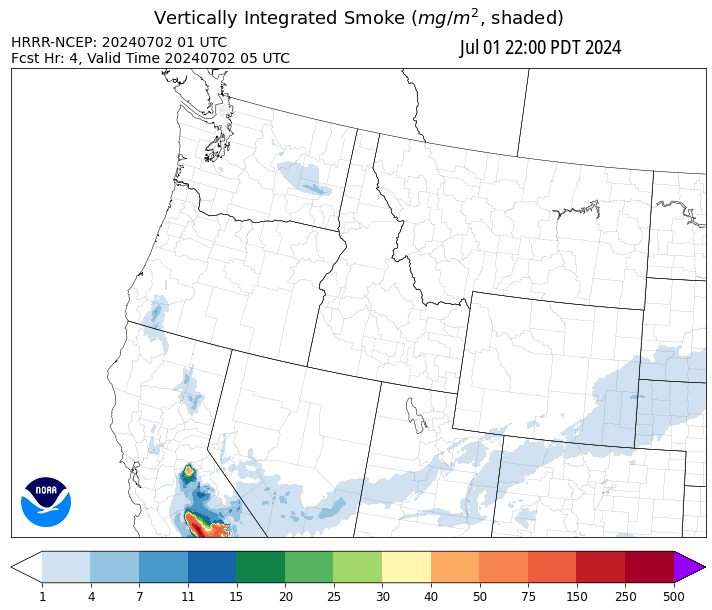 Vertically Integrated Smoke (mg/m², shaded)
HRRR-NCEP: 20240702 01 UTC
Jul 01 22:00 PDT 2024
Fcst Hr: 4, Valid Time 20240702 05 UTC
NOAA
1 4 7 11 15 20 25 30 40 50 75 150 250 500